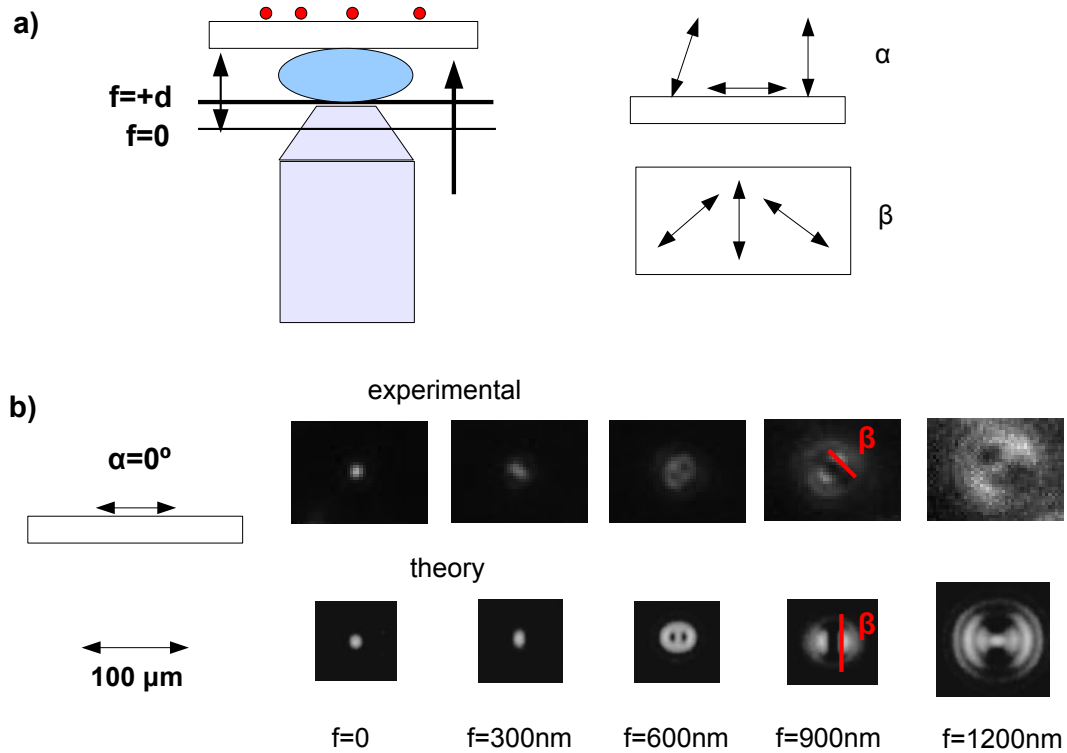 a)
f=+d
f=0
α
β
b)
experimental
α=0º
β
theory
β
100 µm
f=0 f=300nm f=600nm f=900nm f=1200nm